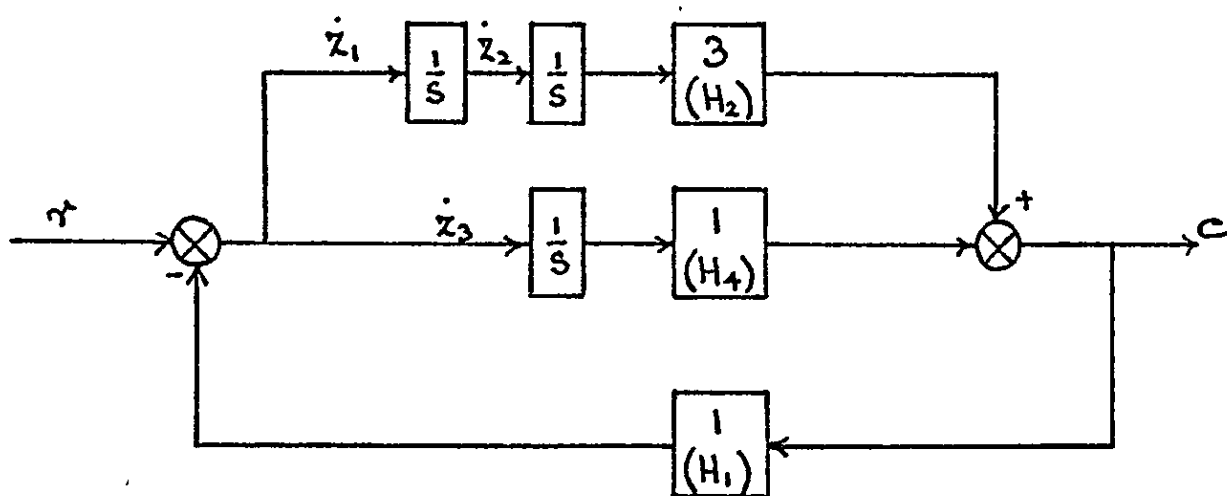 ż₁
1/S
ż₂
1/S
3
(H₂)
+
r
-
ż₃
1/S
1
(H₄)
C
1
(H₁)